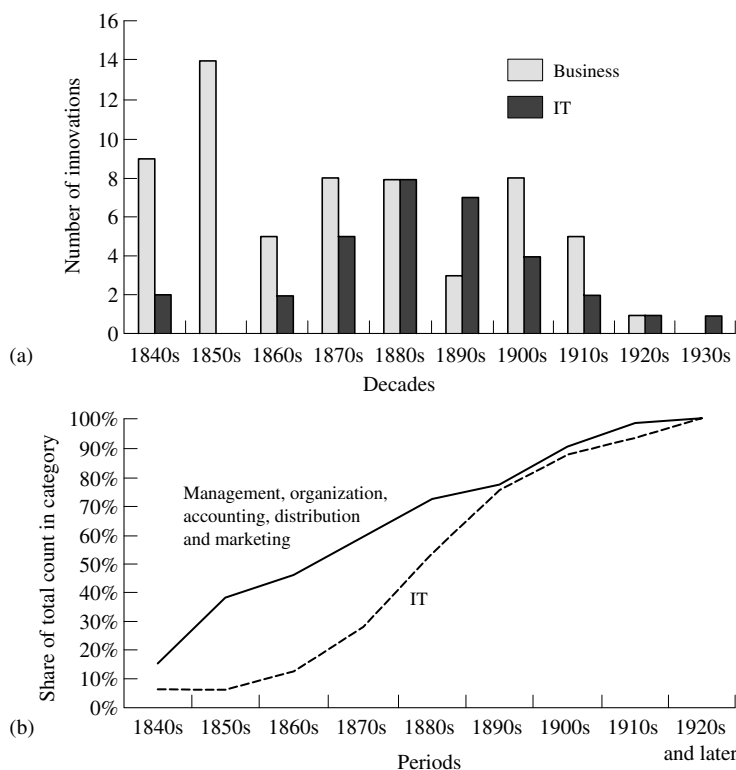 16
14
12
10
8
6
4
2
0
Number of innovations
Business
IT
1840s 1850s 1860s 1870s 1880s 1890s 1900s 1910s 1920s 1930s
(a)
Decades
100%
90%
80%
70%
60%
50%
40%
30%
20%
10%
0%
Share of total count in category
Management, organization,
accounting, distribution
and marketing
IT
1840s 1850s 1860s 1870s 1880s 1890s 1900s 1910s 1920s
and later
(b)
Periods